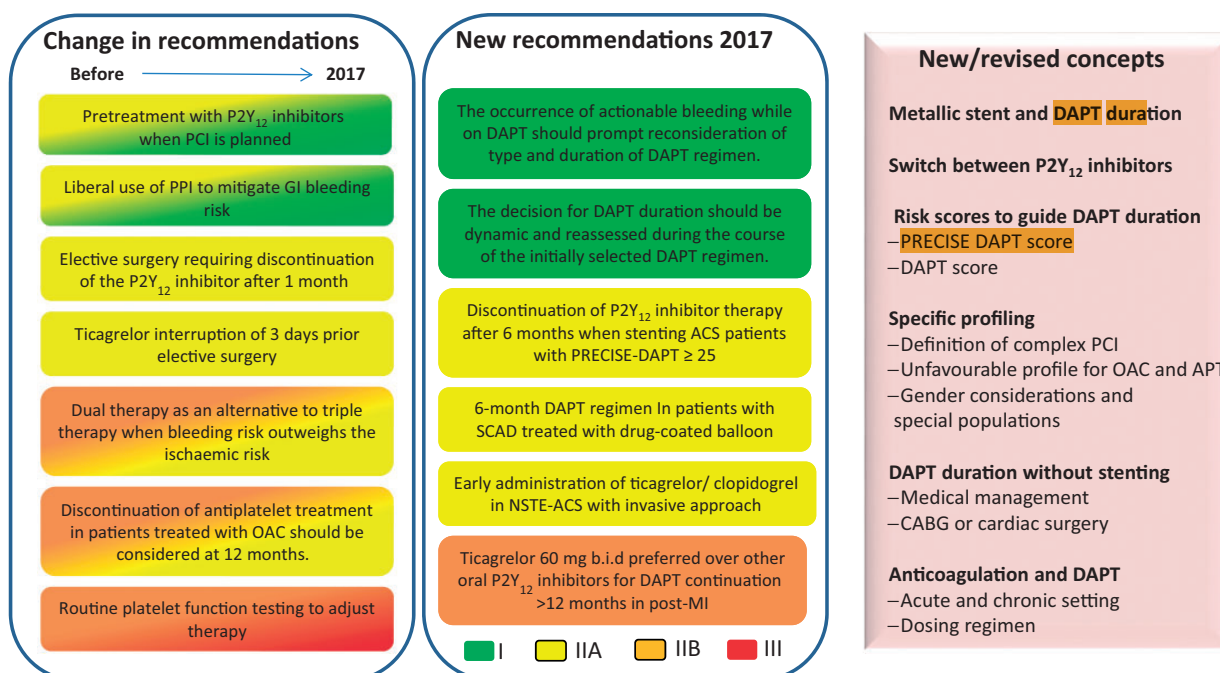 Change in recommendations
Before
2017
Pretreatment with P2Y12 inhibitors
when PCI is planned
Liberal use of PPI to mitigate GI bleeding
risk
Elective surgery requiring discontinuation
of the P2Y12 inhibitor after 1 month
Ticagrelor interruption of 3 days prior
elective surgery
Dual therapy as an alternative to triple
therapy when bleeding risk outweighs the
ischaemic risk
Discontinuation of antiplatelet treatment
in patients treated with OAC should be
considered at 12 months.
Routine platelet function testing to adjust
therapy
New recommendations 2017
The occurrence of actionable bleeding while
on DAPT should prompt reconsideration of
type and duration of DAPT regimen.
The decision for DAPT duration should be
dynamic and reassessed during the course
of the initially selected DAPT regimen.
Discontinuation of P2Y12 inhibitor therapy
after 6 months when stenting ACS patients
with PRECISE-DAPT ≥ 25
6-month DAPT regimen In patients with
SCAD treated with drug-coated balloon
Early administration of ticagrelor/ clopidogrel
in NSTE-ACS with invasive approach
Ticagrelor 60 mg b.i.d preferred over other
oral P2Y12 inhibitors for DAPT continuation
>12 months in post-MI
I IIA IIB III
New/revised concepts
Metallic stent and DAPT duration
Switch between P2Y12 inhibitors
Risk scores to guide DAPT duration
–PRECISE DAPT score
–DAPT score
Specific profiling
–Definition of complex PCI
–Unfavourable profile for OAC and APT
–Gender considerations and
special populations
DAPT duration without stenting
–Medical management
–CABG or cardiac surgery
Anticoagulation and DAPT
–Acute and chronic setting
–Dosing regimen